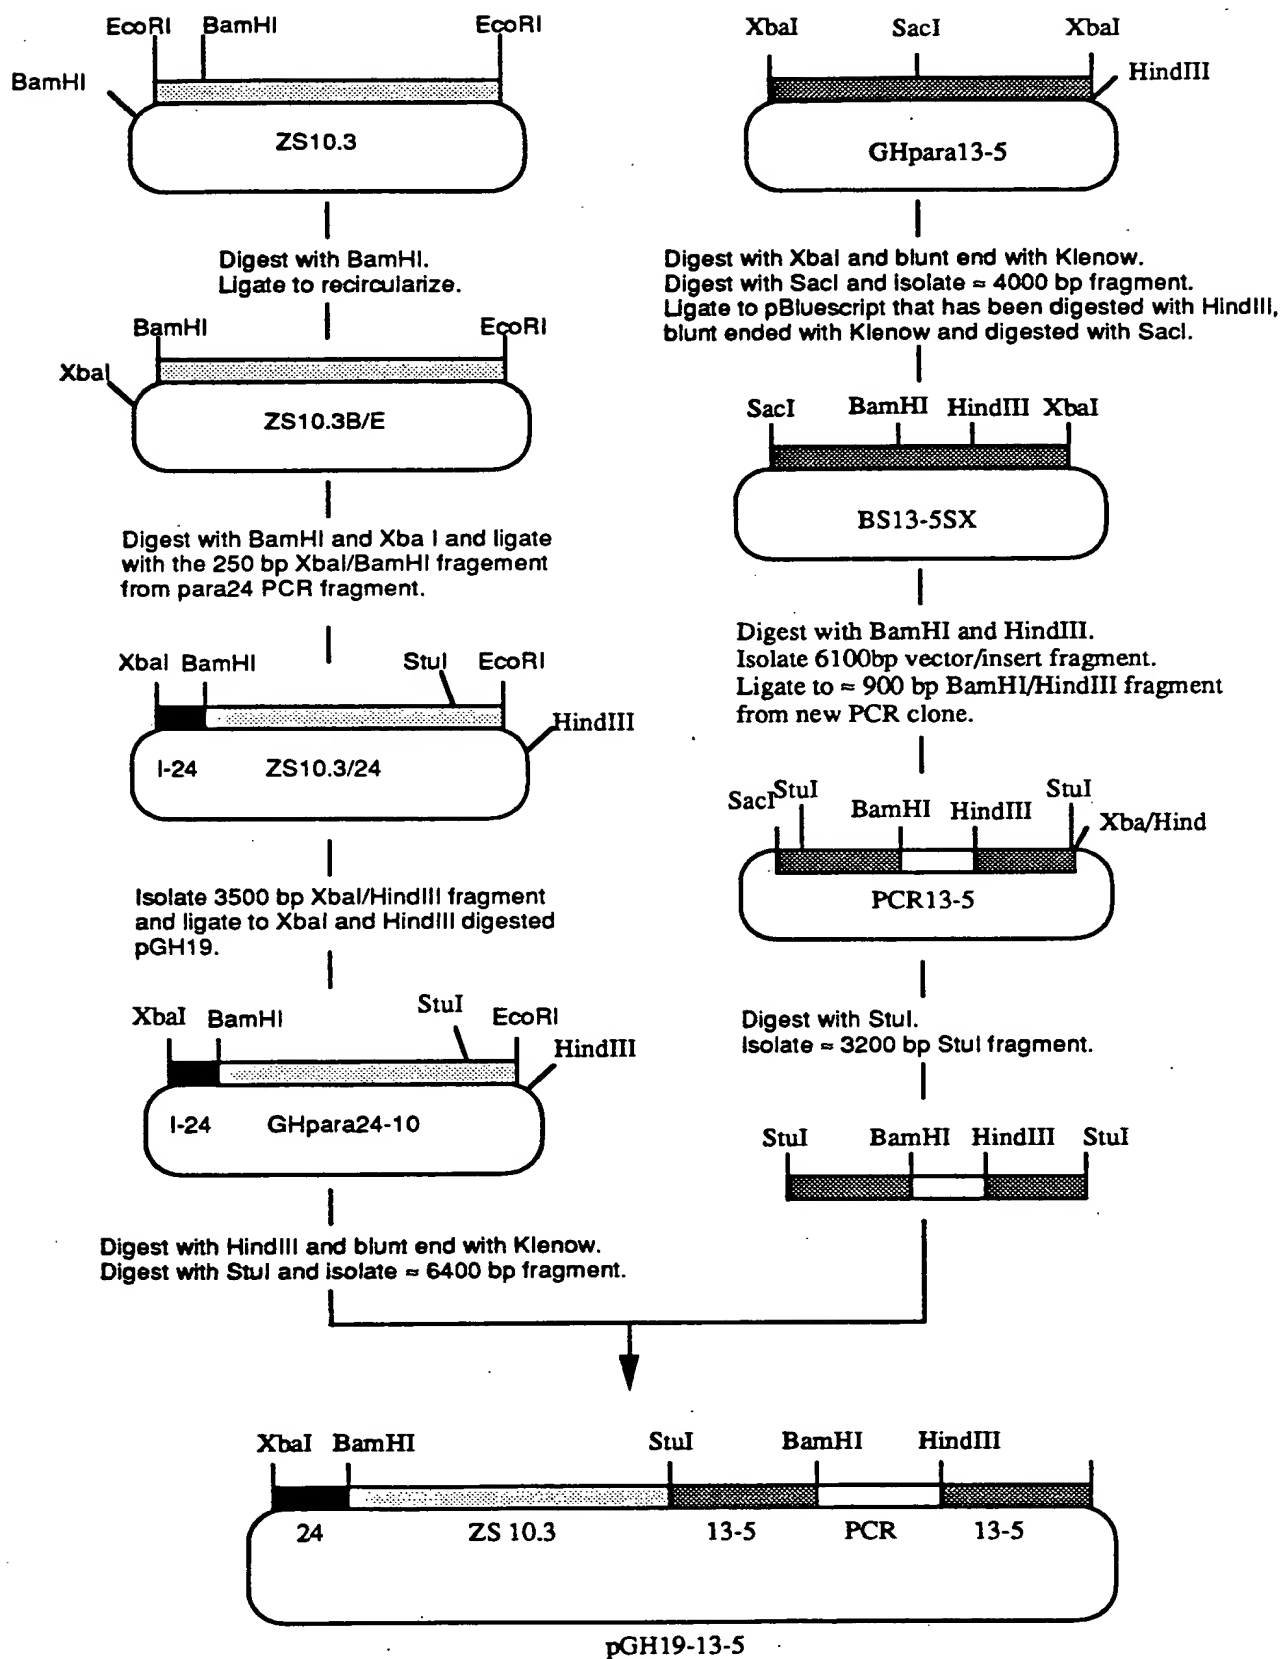 EcoRI BamHI EcoRI
BamHI
ZS10.3
Digest with BamHI.
Ligate to recircularize.
BamHI EcoRI
XbaI
ZS10.3B/E
Digest with BamHI and Xba I and ligate
with the 250 bp XbaI/BamHI fragement
from para24 PCR fragment.
XbaI BamHI StuI EcoRI
HindIII
I-24 ZS10.3/24
Isolate 3500 bp XbaI/HindIII fragment
and ligate to XbaI and HindIII digested
pGH19.
XbaI BamHI StuI EcoRI
HindIII
I-24 GHpara24-10
Digest with HindIII and blunt end with Klenow.
Digest with StuI and isolate ≈ 6400 bp fragment.
XbaI SacI XbaI
HindIII
GHpara13-5
Digest with XbaI and blunt end with Klenow.
Digest with SacI and isolate ≈ 4000 bp fragment.
Ligate to pBluescript that has been digested with HindIII,
blunt ended with Klenow and digested with SacI.
SacI BamHI HindIII XbaI
BS13-5SX
Digest with BamHI and HindIII.
Isolate 6100bp vector/insert fragment.
Ligate to ≈ 900 bp BamHI/HindIII fragment
from new PCR clone.
SacI StuI BamHI HindIII StuI
Xba/Hind
PCR13-5
Digest with StuI.
Isolate ≈ 3200 bp StuI fragment.
StuI BamHI HindIII StuI
XbaI BamHI StuI BamHI HindIII
24 ZS 10.3 13-5 PCR 13-5
pGH19-13-5